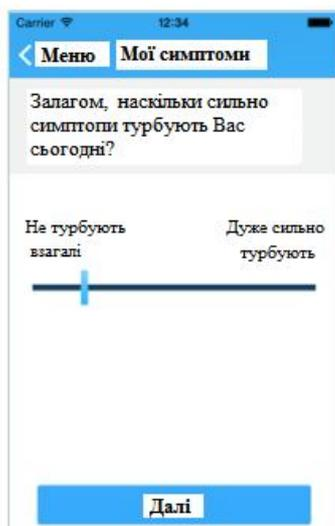 Carrier 12:34
Меню Мої симптоми
Залагом, наскільки сильно
симптопи турбують Вас
сьогодні?
Не турбують Дуже сильно
взагалі турбують
Далі